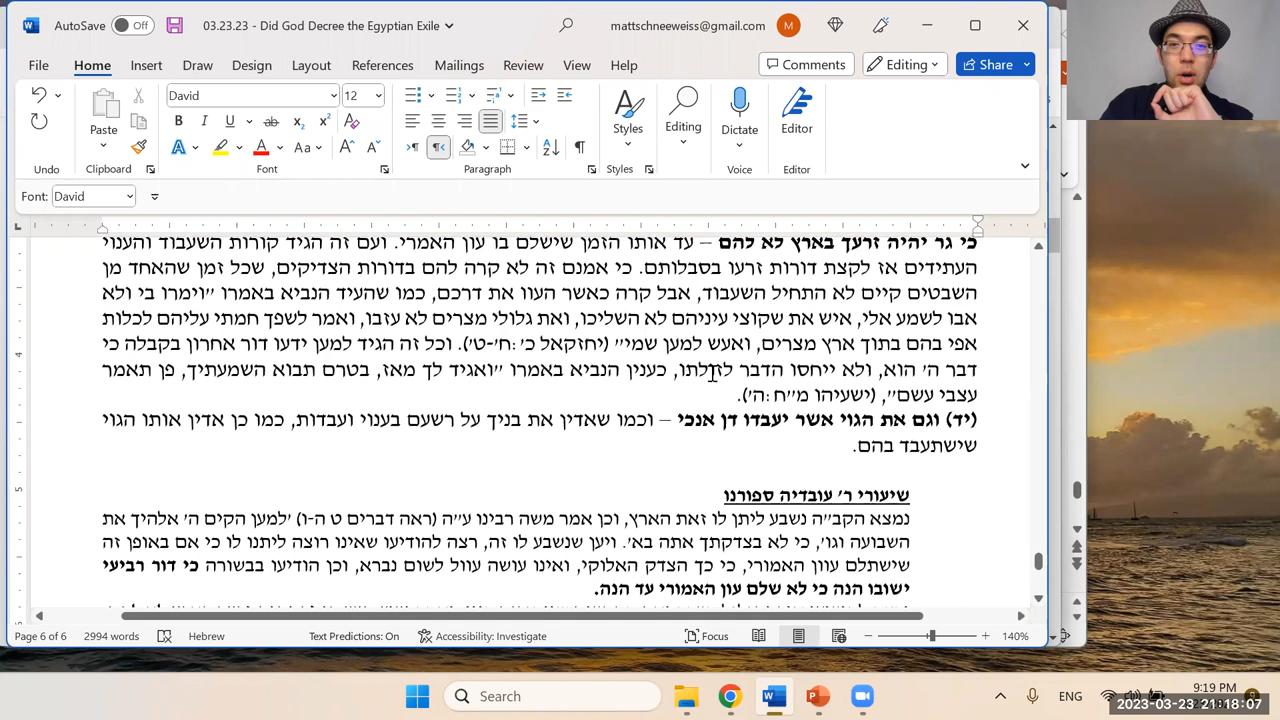 AutoSave Off 03.23.23 - Did God Decree the Egyptian Exile mattschneeweiss@gmail.com M
File Home Insert Draw Design Layout References Mailings Review View Help Comments Editing Share
David 12
Paste Styles Editing Dictate Editor
Undo Clipboard Font Paragraph Styles Voice Editor
Font: David
כי גר יהיה זרעך בארץ לא להם – עד אותו הזמן שישלם בו עון האמרי. ועם זה הגיד קורות השעבוד והענוי
העתידים אז לקצת דורות זרעו בסבלותם. כי אמנם זה לא קרה להם בדורות הצדיקים, שכל זמן שהאחד מן
השבטים קיים לא התחיל השעבוד, אבל קרה כאשר העוו את דרכם, כמו שהעיד הנביא באמרו "וימרו בי ולא
אבו לשמע אלי, איש את שקוצי עיניהם לא השליכו, ואת גלולי מצרים לא עזבו, ואמר לשפך חמתי עליהם לכלות
אפי בהם בתוך ארץ מצרים, ואעש למען שמי" (יחזקאל כ':ח'-ט'). וכל זה הגיד למען ידעו דור אחרון בקבלה כי
דבר ה' הוא, ולא ייחסו הדבר לזולתו, כענין הנביא באמרו "ואגיד לך מאז, בטרם תבוא השמעתיך, פן תאמר
עצבי עשם", (ישעיהו מ"ח:ה').
(יד) וגם את הגוי אשר יעבדו דן אנכי – וכמו שאדין את בניך על רשעם בענוי ועבדות, כמו כן אדין אותו הגוי
שישתעבד בהם.
שיעורי ר' עובדיה ספורנו
נמצא הקב"ה נשבע ליתן לו זאת הארץ, וכן אמר משה רבינו ע"ה (ראה דברים ט ה-ו) 'למען הקים ה' אלהיך את
השבועה וגו', כי לא בצדקתך אתה בא'. ויען שנשבע לו זה, רצה להודיעו שאינו רוצה ליתנו לו כי אם באופן זה
שישתלם עוון האמורי, כי כך הצדק האלוקי, ואינו עושה עוול לשום נברא, וכן הודיעו בבשורה כי דור רביעי
ישובו הנה כי לא שלם עון האמורי עד הנה.
Page 6 of 6 2994 words Hebrew Text Predictions: On Accessibility: Investigate Focus 140%
Search ENG 9:19 PM
2023-03-23 21:18:07